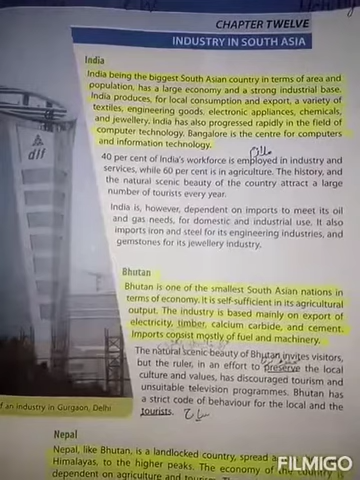 CHAPTER TWELVE
INDUSTRY IN SOUTH ASIA
India
India being the biggest South Asian country in terms of area and
population, has a large economy and a strong industrial base.
India produces, for local consumption and export, a variety of
textiles, engineering goods, electronic appliances, chemicals,
and jewellery. India has also progressed rapidly in the field of
computer technology. Bangalore is the centre for computers
and information technology.
40 per cent of India's workforce is employed in industry and
services, while 60 per cent is in agriculture. The history, and
the natural scenic beauty of the country attract a large
number of tourists every year.
India is, however, dependent on imports to meet its oil
and gas needs, for domestic and industrial use. It also
imports iron and steel for its engineering industries, and
gemstones for its jewellery industry.
dlf
Bhutan
Bhutan is one of the smallest South Asian nations in
terms of economy. It is self-sufficient in its agricultural
output. The industry is based mainly on export of
electricity, timber, calcium carbide, and cement.
Imports consist mostly of fuel and machinery.
The natural scenic beauty of Bhutan invites visitors,
but the ruler, in an effort to preserve the local
culture and values, has discouraged tourism and
unsuitable television programmes. Bhutan has
a strict code of behaviour for the local and the
tourists.
of an industry in Gurgaon, Delhi
Nepal
Nepal, like Bhutan, is a landlocked country, spread
Himalayas, to the higher peaks. The economy of
dependent on agriculture and
FILMIGO